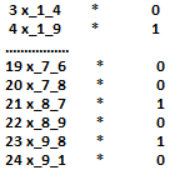 3 x_1_4 * 0
4 x_1_9 * 1
..................
19 x_7_6 * 0
20 x_7_8 * 0
21 x_8_7 * 1
22 x_8_9 * 0
23 x_9_8 * 1
24 x_9_1 * 0